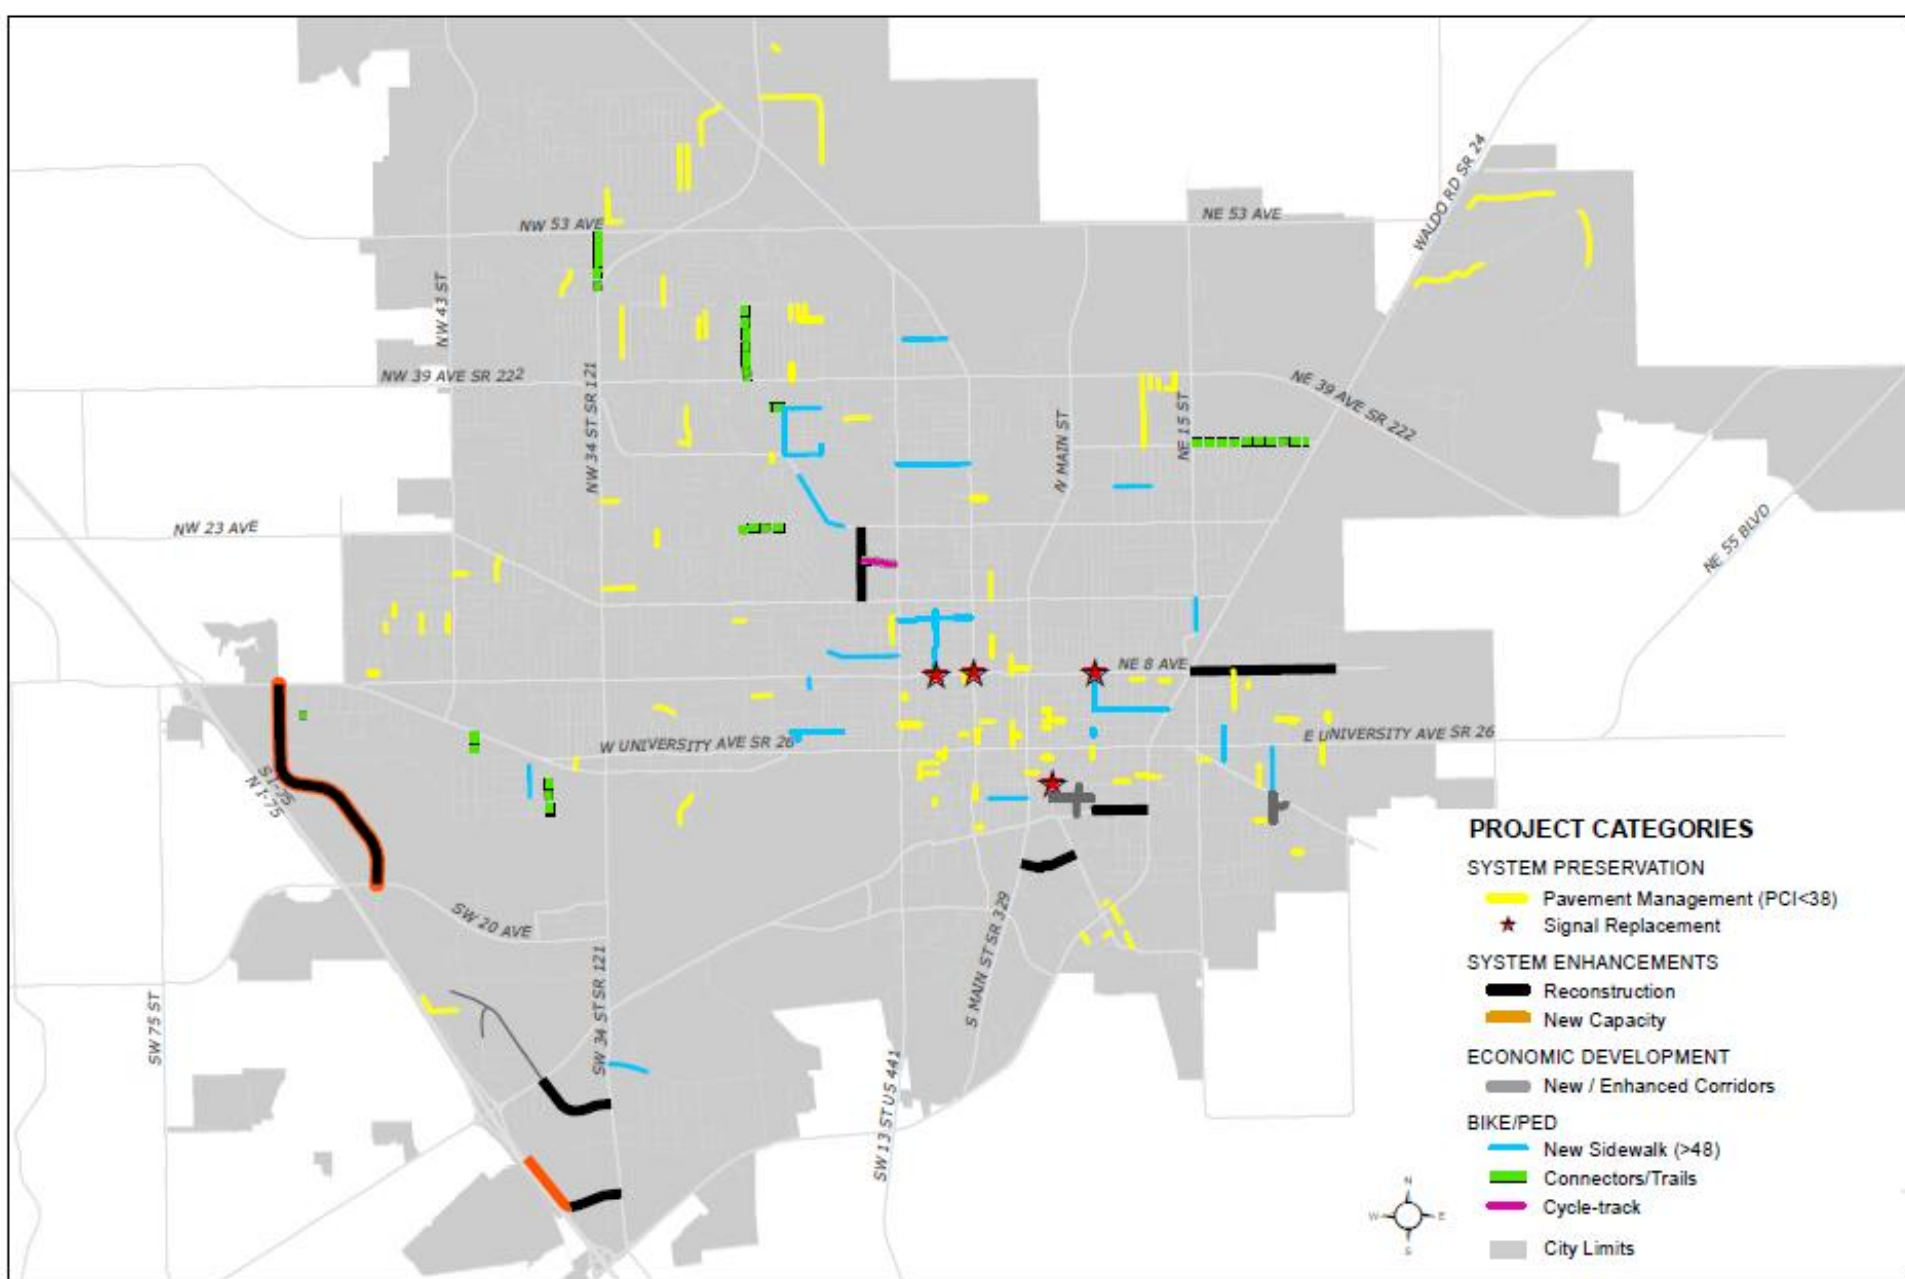 WALDO RD SR 24
NW 53 AVE
NE 53 AVE
NW 43 ST
NW 39 AVE SR 222
NW 34 ST SR 121
NE 39 AVE SR 222
N MAIN ST
NE 15 ST
NW 23 AVE
NE 55 BLVD
NE 8 AVE
W UNIVERSITY AVE SR 26
E UNIVERSITY AVE SR 26
S I-75
N I-75
SW 20 AVE
SW 75 ST
SW 34 ST SR 121
S MAIN ST SR 329
SW 13 ST US 441
PROJECT CATEGORIES
SYSTEM PRESERVATION
Pavement Management (PCI<38)
Signal Replacement
SYSTEM ENHANCEMENTS
Reconstruction
New Capacity
ECONOMIC DEVELOPMENT
New / Enhanced Corridors
BIKE/PED
New Sidewalk (>48)
Connectors/Trails
Cycle-track
City Limits
N
W E
S